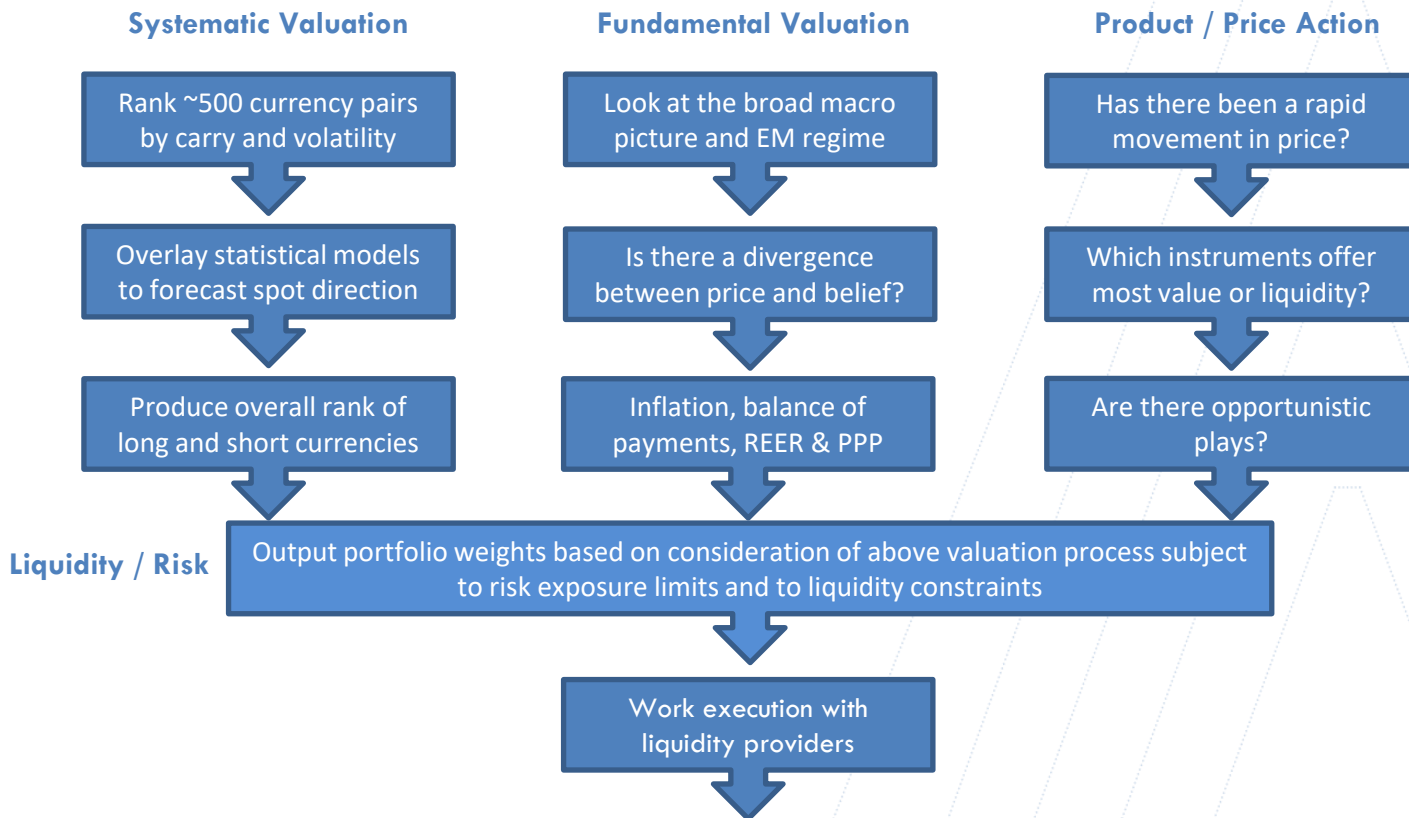 Systematic Valuation
Fundamental Valuation
Product / Price Action
Rank ~500 currency pairs
by carry and volatility
Look at the broad macro
picture and EM regime
Has there been a rapid
movement in price?
Overlay statistical models
to forecast spot direction
Is there a divergence
between price and belief?
Which instruments offer
most value or liquidity?
Produce overall rank of
long and short currencies
Inflation, balance of
payments, REER & PPP
Are there opportunistic
plays?
Liquidity / Risk
Output portfolio weights based on consideration of above valuation process subject
to risk exposure limits and to liquidity constraints
Work execution with
liquidity providers